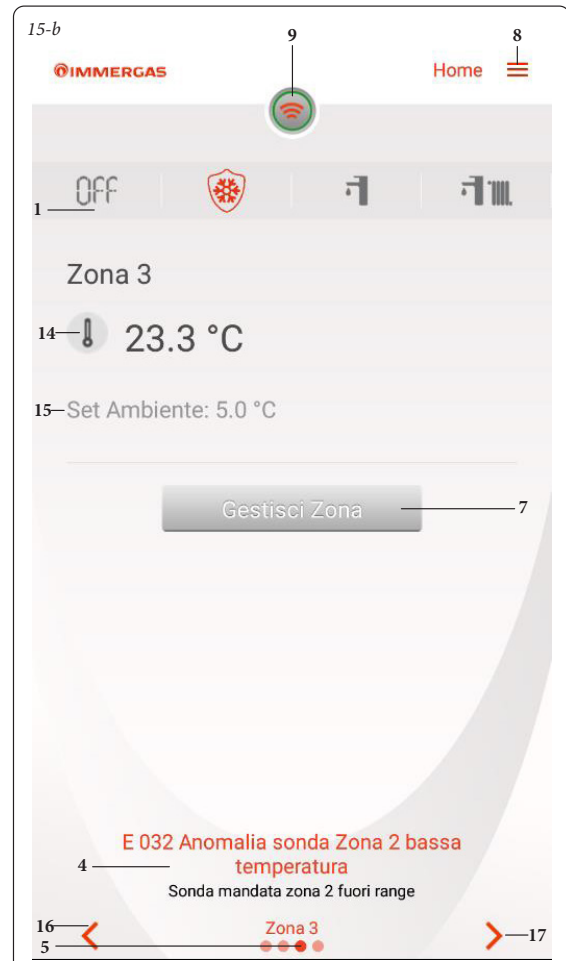 15-b
9
8
IMMERGAS
Home
OFF
1
Zona 3
14
23.3 °C
15
Set Ambiente: 5.0 °C
Gestisci Zona
7
E 032 Anomalia sonda Zona 2 bassa
temperatura
4
Sonda mandata zona 2 fuori range
16
Zona 3
17
5